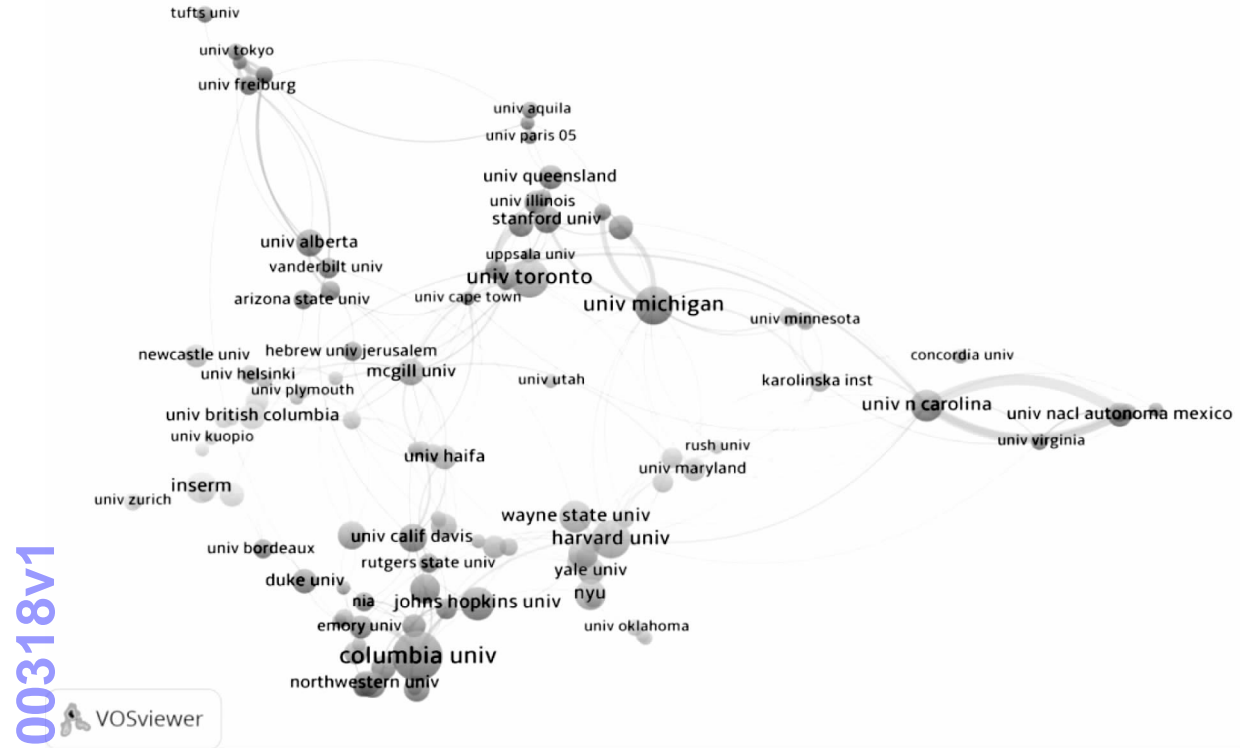 tufts univ
univ tokyo
univ freiburg
univ aquila
univ paris 05
univ queensland
univ illinois
stanford univ
univ alberta
uppsala univ
vanderbilt univ
univ toronto
arizona state univ
univ cape town
univ michigan
univ minnesota
newcastle univ
hebrew univ jerusalem
concordia univ
univ helsinki
mcgill univ
univ utah
karolinska inst
univ plymouth
univ n carolina
univ british columbia
univ nacl autonoma mexico
univ kuopio
univ virginia
rush univ
univ haifa
univ maryland
inserm
univ zurich
wayne state univ
univ calif davis
harvard univ
univ bordeaux
rutgers state univ
yale univ
duke univ
nyu
nia
johns hopkins univ
emory univ
univ oklahoma
columbia univ
northwestern univ
VOSviewer
00318v1